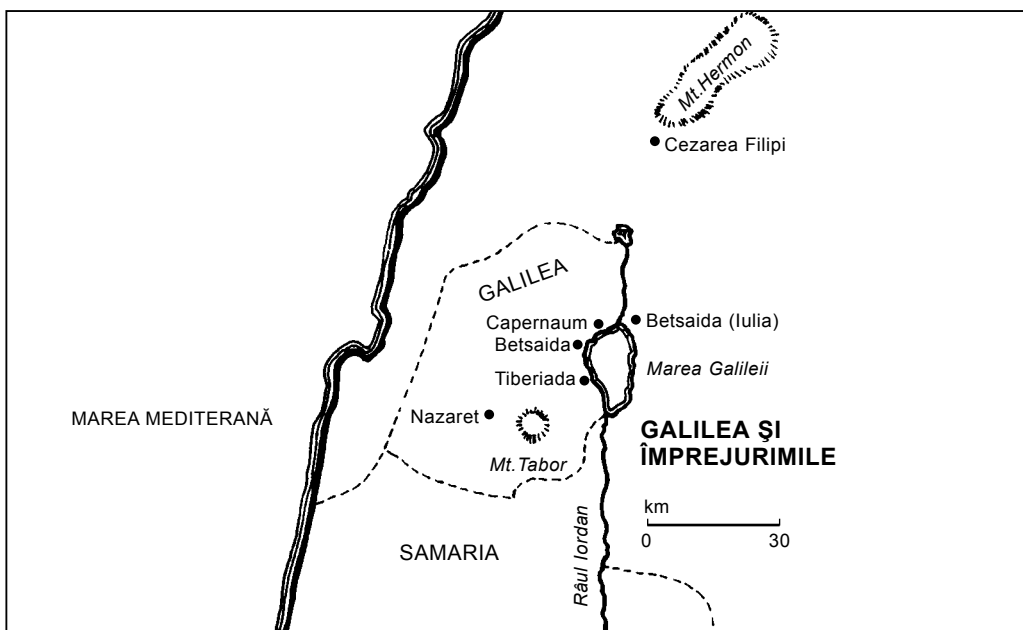 Mt.Hermon
Cezarea Filipi
GALILEA
Capernaum
Betsaida (Iulia)
Betsaida
Marea Galileii
Tiberiada
MAREA MEDITERANĂ
Nazaret
GALILEA ŞI
ÎMPREJURIMILE
Mt.Tabor
km
0 30
SAMARIA
Râul Iordan